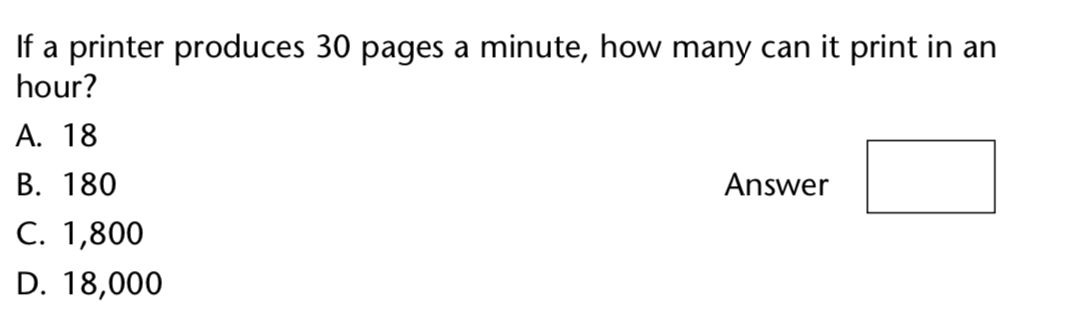 If a printer produces 30 pages a minute, how many can it print in an
hour?
A. 18
B. 180
Answer
C. 1,800
D. 18,000